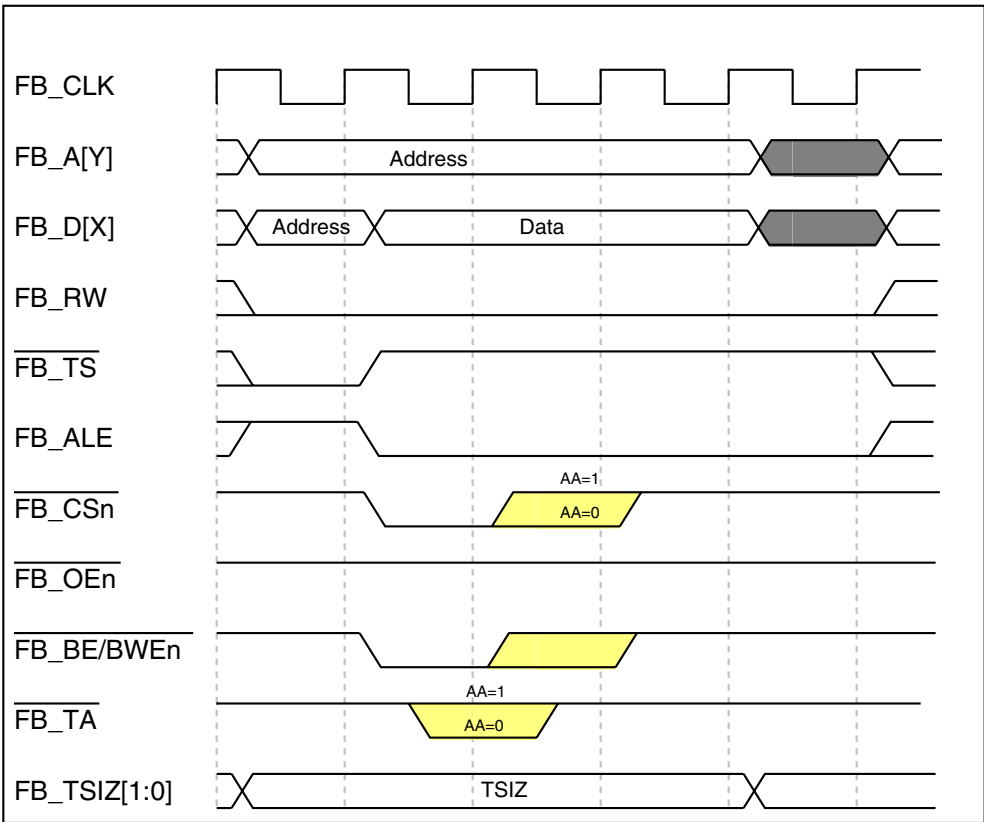 FB_CLK
FB_A[Y] Address
FB_D[X] Address Data
FB_RW
FB_TS
FB_ALE
AA=1
FB_CSn AA=0
FB_OEn
FB_BE/BWEn
AA=1
FB_TA AA=0
FB_TSIZ[1:0] TSIZ